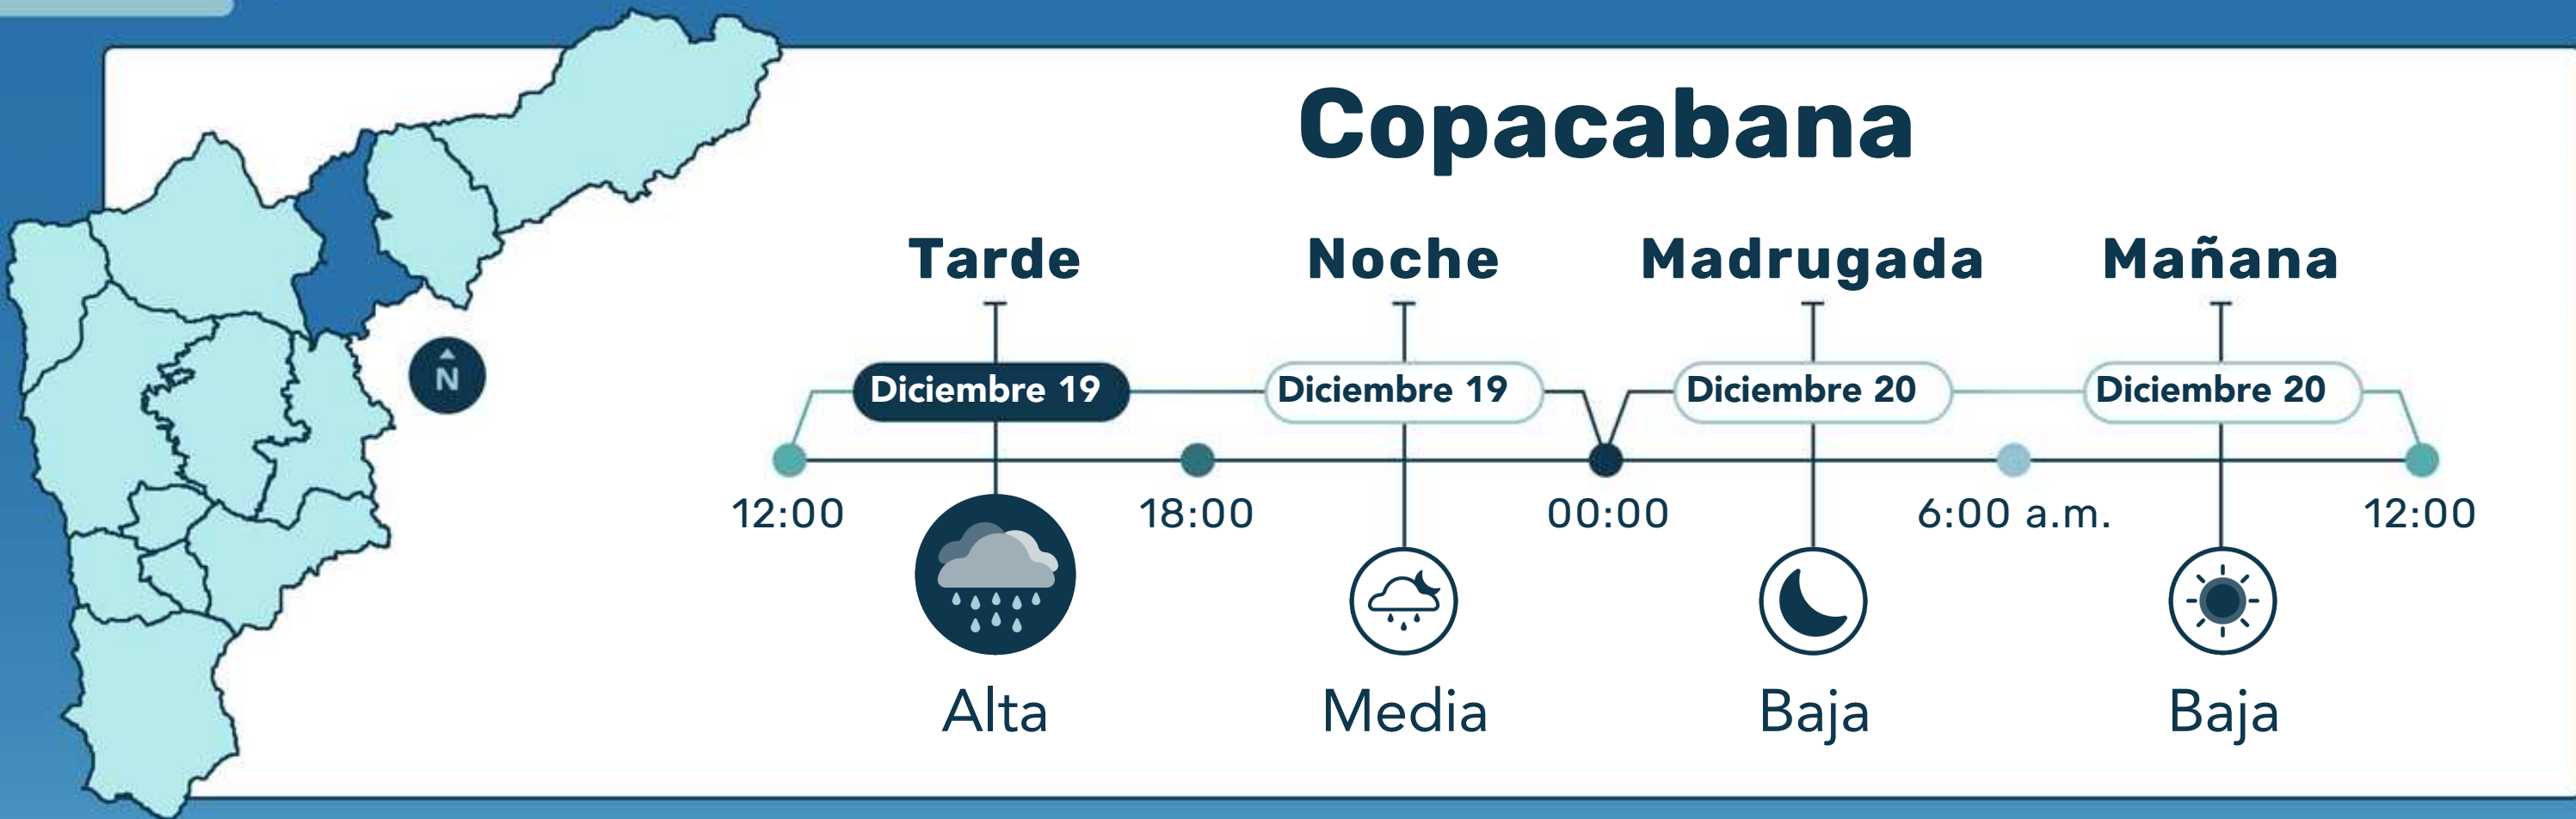 Copacabana
Tarde Noche Madrugada Mañana
Diciembre 19 Diciembre 19 Diciembre 20 Diciembre 20
N
12:00 18:00 00:00 6:00 a.m. 12:00
Alta Media Baja Baja